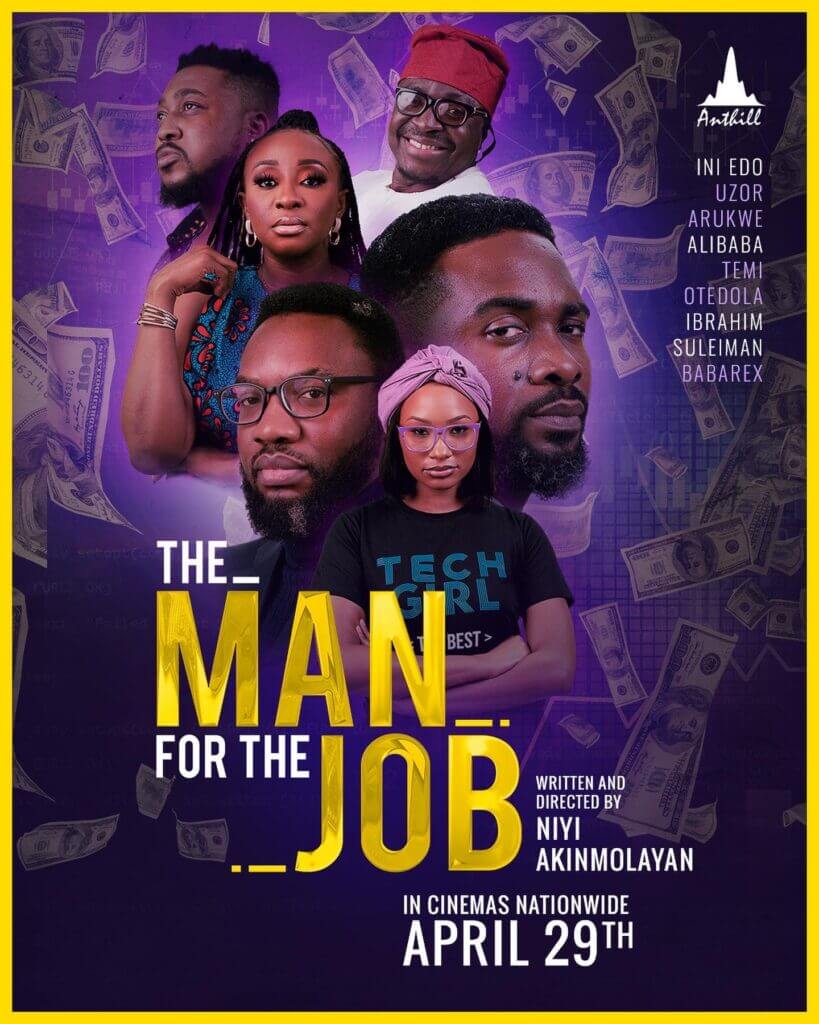 Anthill
INI EDO
UZOR
ARUKWE
ALIBABA
TEMI
OTEDOLA
IBRAHIM
SULEIMAN
BABAREX
TECH
GIRL
BEST >
THE_
MAN_..
FOR THE
.._JOB
WRITTEN AND
DIRECTED BY
NIYI
AKINMOLAYAN
IN CINEMAS NATIONWIDE
APRIL 29TH